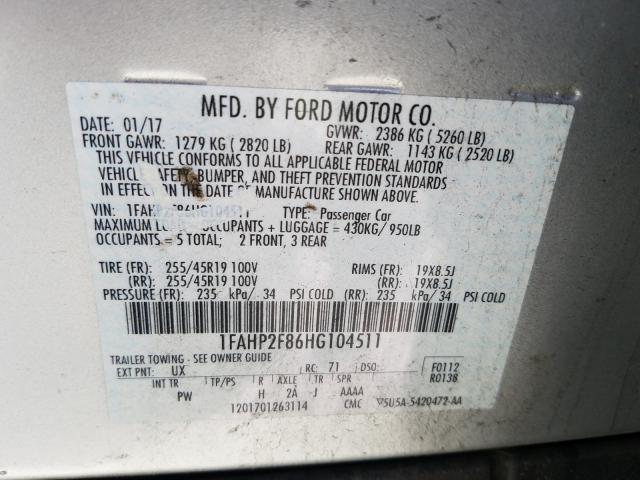 MFD. BY FORD MOTOR CO.
DATE: 01/17 GVWR: 2386 KG ( 5260 LB)
FRONT GAWR: 1279 KG ( 2820 LB) REAR GAWR: 1143 KG ( 2520 LB)
THIS VEHICLE CONFORMS TO ALL APPLICABLE FEDERAL MOTOR
VEHICLE SAFETY, BUMPER, AND THEFT PREVENTION STANDARDS
IN EFFECT ON THE DATE OF MANUFACTURE SHOWN ABOVE.
VIN: TYPE: Passenger Car
MAXIMUM OCCUPANTS + LUGGAGE = 430KG/ 950LB
OCCUPANTS = 5 TOTAL; 2 FRONT, 3 REAR
TIRE (FR): 255/45R19 100V RIMS (FR): 19X8.5J
(RR): 255/45R19 100V (RR): 19X8.5J
PRESSURE (FR): 235 kPa/ 34 PSI COLD (RR): 235 kPa/ 34 PSI COLD
1FAHP2F86HG104511
TRAILER TOWING - SEE OWNER GUIDE
EXT PNT: UX RC: 71 DSO: F0112
R0138
INT TR TP/PS R AXLE TR SPR
PW H 2A J AAAA
1201701263114 CMC 5U5A-5420472-AA